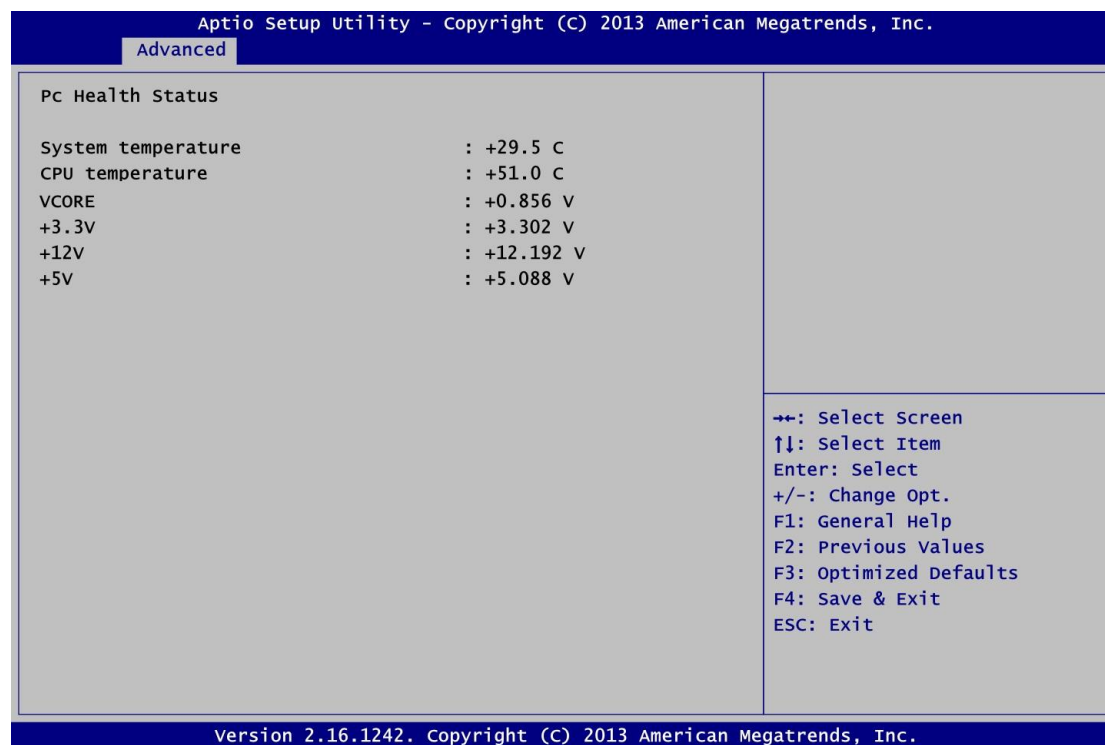 Aptio Setup Utility - Copyright (C) 2013 American Megatrends, Inc.
Advanced
Pc Health Status
System temperature : +29.5 C
CPU temperature : +51.0 C
VCORE : +0.856 V
+3.3V : +3.302 V
+12V : +12.192 V
+5V : +5.088 V
→←: Select Screen
↑↓: Select Item
Enter: Select
+/-: Change Opt.
F1: General Help
F2: Previous Values
F3: Optimized Defaults
F4: Save & Exit
ESC: Exit
Version 2.16.1242. Copyright (C) 2013 American Megatrends, Inc.